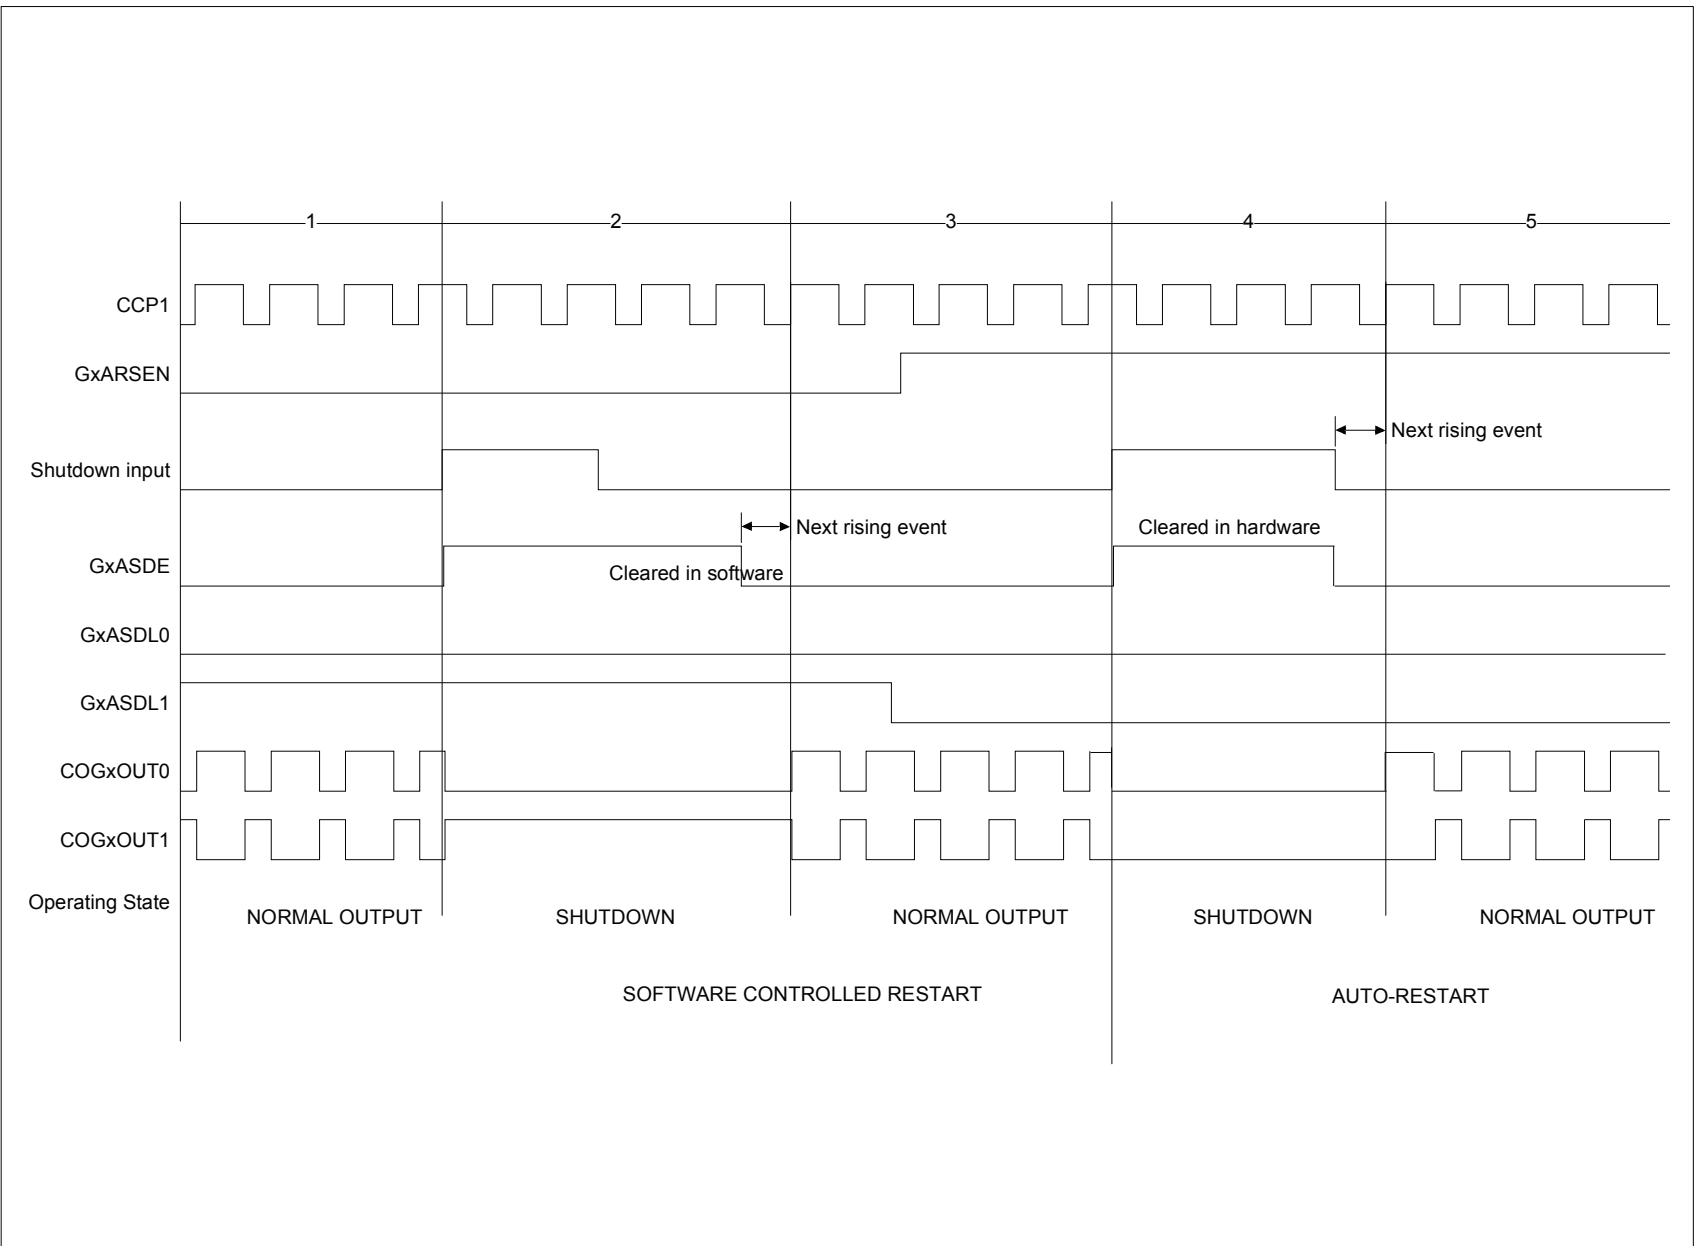 1 2 3 4 5
CCP1
GxARSEN
Next rising event
Shutdown input
Next rising event
Cleared in hardware
GxASDE
Cleared in software
GxASDL0
GxASDL1
COGxOUT0
COGxOUT1
Operating State
NORMAL OUTPUT SHUTDOWN NORMAL OUTPUT SHUTDOWN NORMAL OUTPUT
SOFTWARE CONTROLLED RESTART AUTO-RESTART